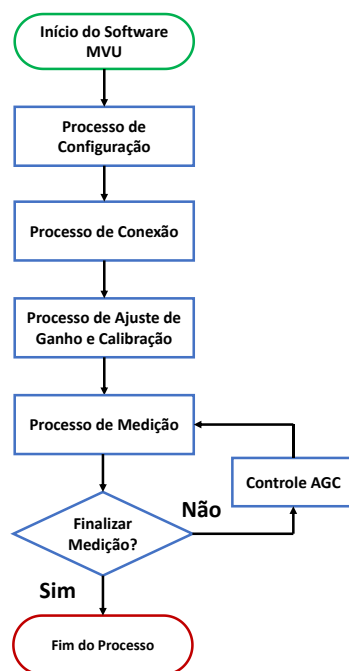 Início do Software
MVU
Processo de
Configuração
Processo de Conexão
Processo de Ajuste de
Ganho e Calibração
Processo de Medição
Controle AGC
Não
Finalizar
Medição?
Sim
Fim do Processo